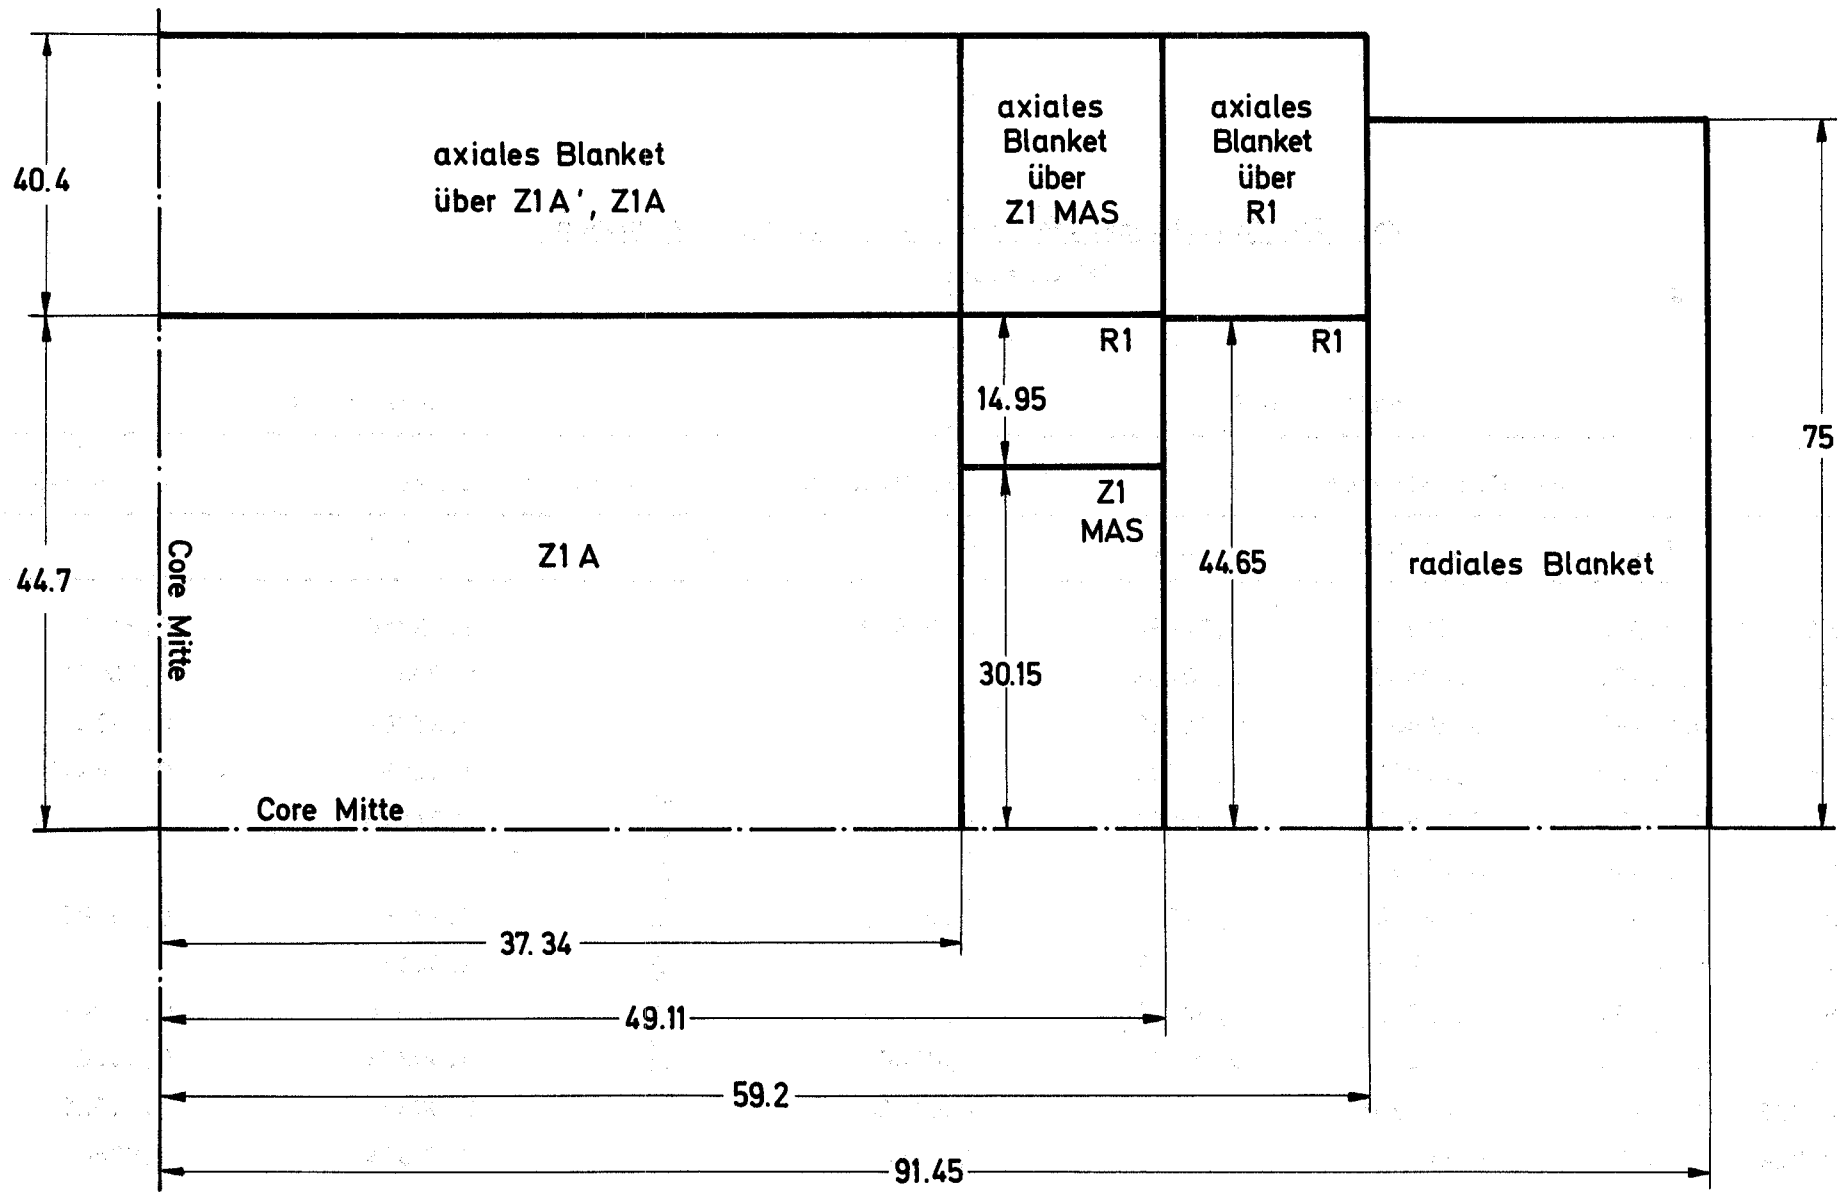 axiales Blanket
über Z1A', Z1A
axiales
Blanket
über
Z1 MAS
axiales
Blanket
über
R1
40.4
R1
R1
14.95
75
Z1
MAS
Z1 A
44.7
44.65
radiales Blanket
Core Mitte
30.15
Core Mitte
37.34
49.11
59.2
91.45